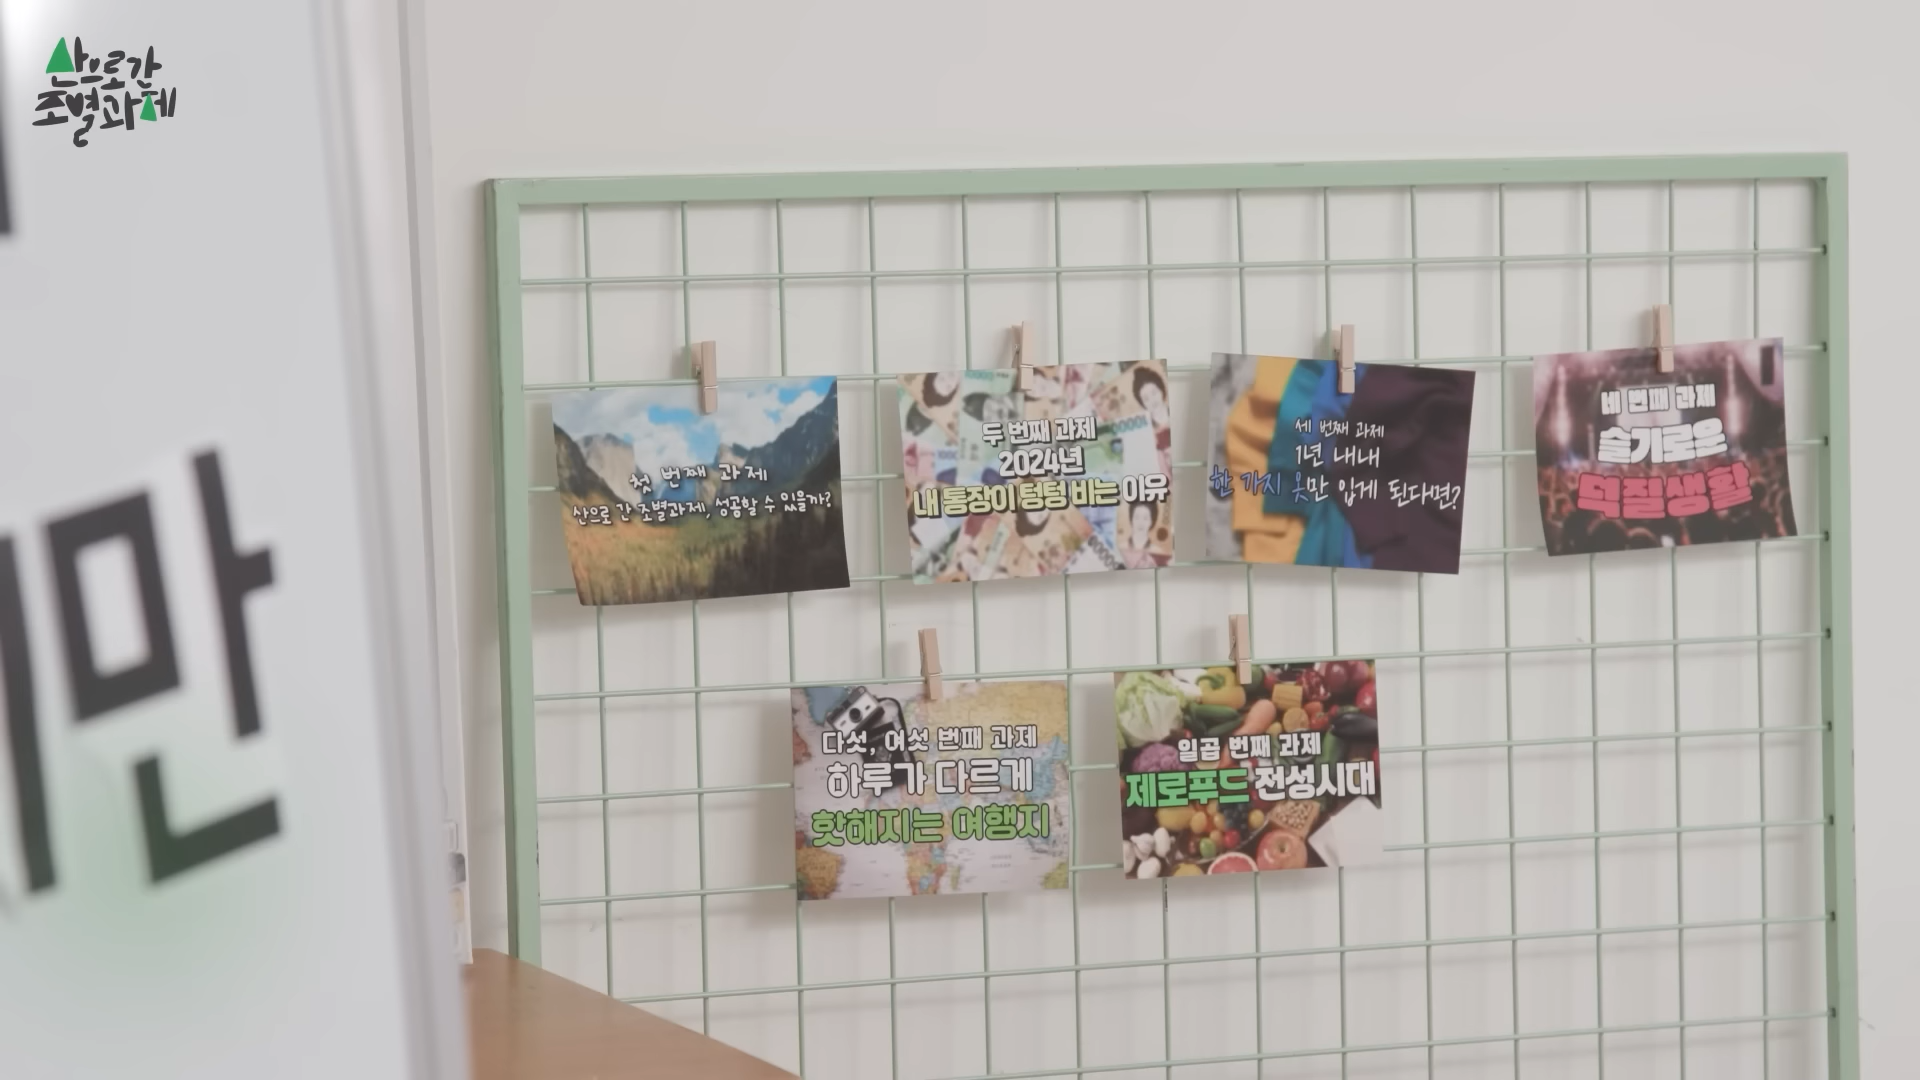 산으로간
조별과제
만
첫 번째 과제
산으로 간 조별과제, 성공할 수 있을까?
두 번째 과제
2024년
내 통장이 텅텅 비는 이유
세 번째 과제
1년 내내
한 가지 옷만 입게 된다면?
네 번째 과제
슬기로운
덕질생활
다섯, 여섯 번째 과제
하루가 다르게
핫해지는 여행지
일곱 번째 과제
제로푸드 전성시대